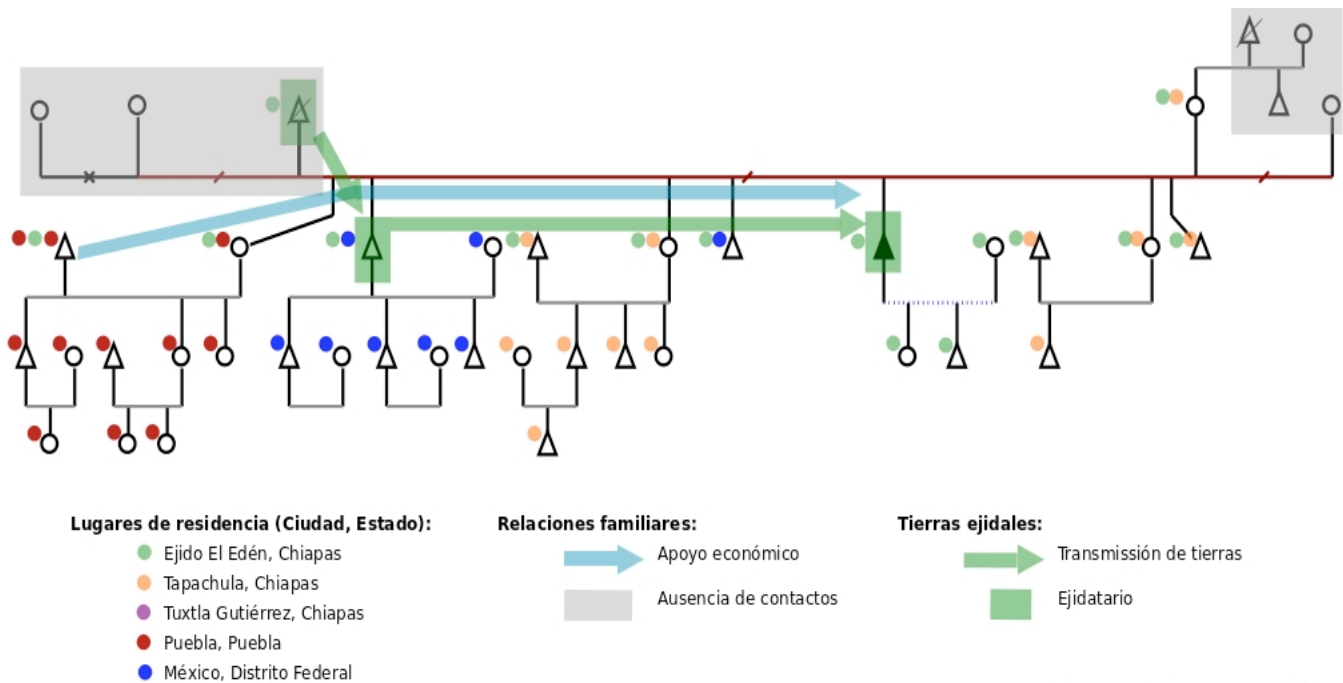 Lugares de residencia (Ciudad, Estado):
Ejido El Edén, Chiapas
Tapachula, Chiapas
Tuxtla Gutiérrez, Chiapas
Puebla, Puebla
México, Distrito Federal
Relaciones familiares:
Apoyo económico
Ausencia de contactos
Tierras ejidales:
Transmissión de tierras
Ejidatario